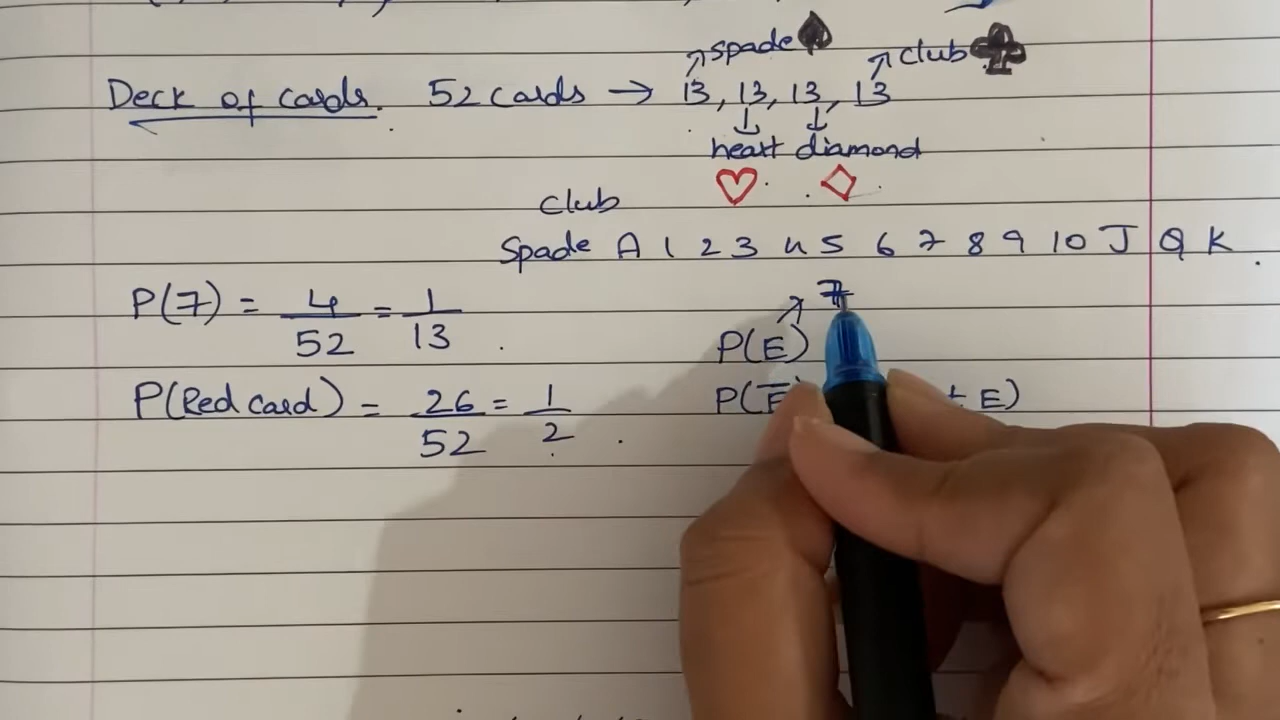 spade club
Deck of cards. 52 cards → 13, 13, 13, 13
heart diamond
club
Spade A 1 2 3 4 5 6 7 8 9 10 J Q K
P(7) = 4/52 = 1/13
7
P(E)
P(Red card) = 26/52 = 1/2
P(E̅ E)